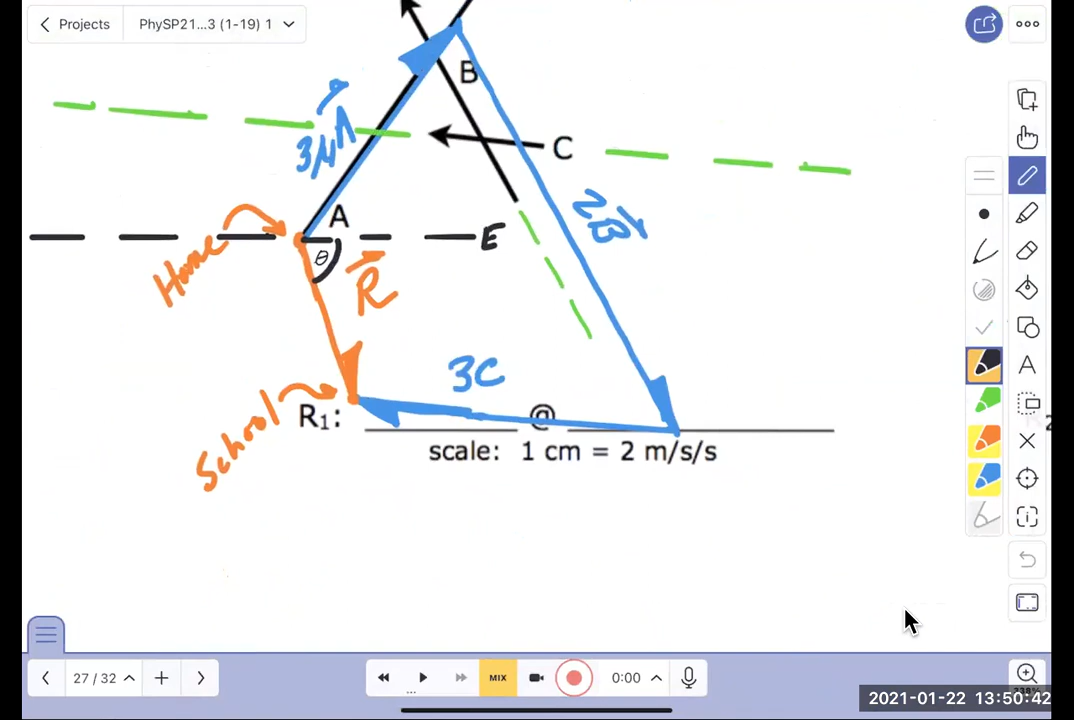 Projects
PhySP21...3 (1-19) 1
B
3A
C
A
E
2B
θ
R
Home
3C
School
R₁:
@
scale: 1 cm = 2 m/s/s
A
27 / 32
MIX
0:00
2021-01-22 13:50:42